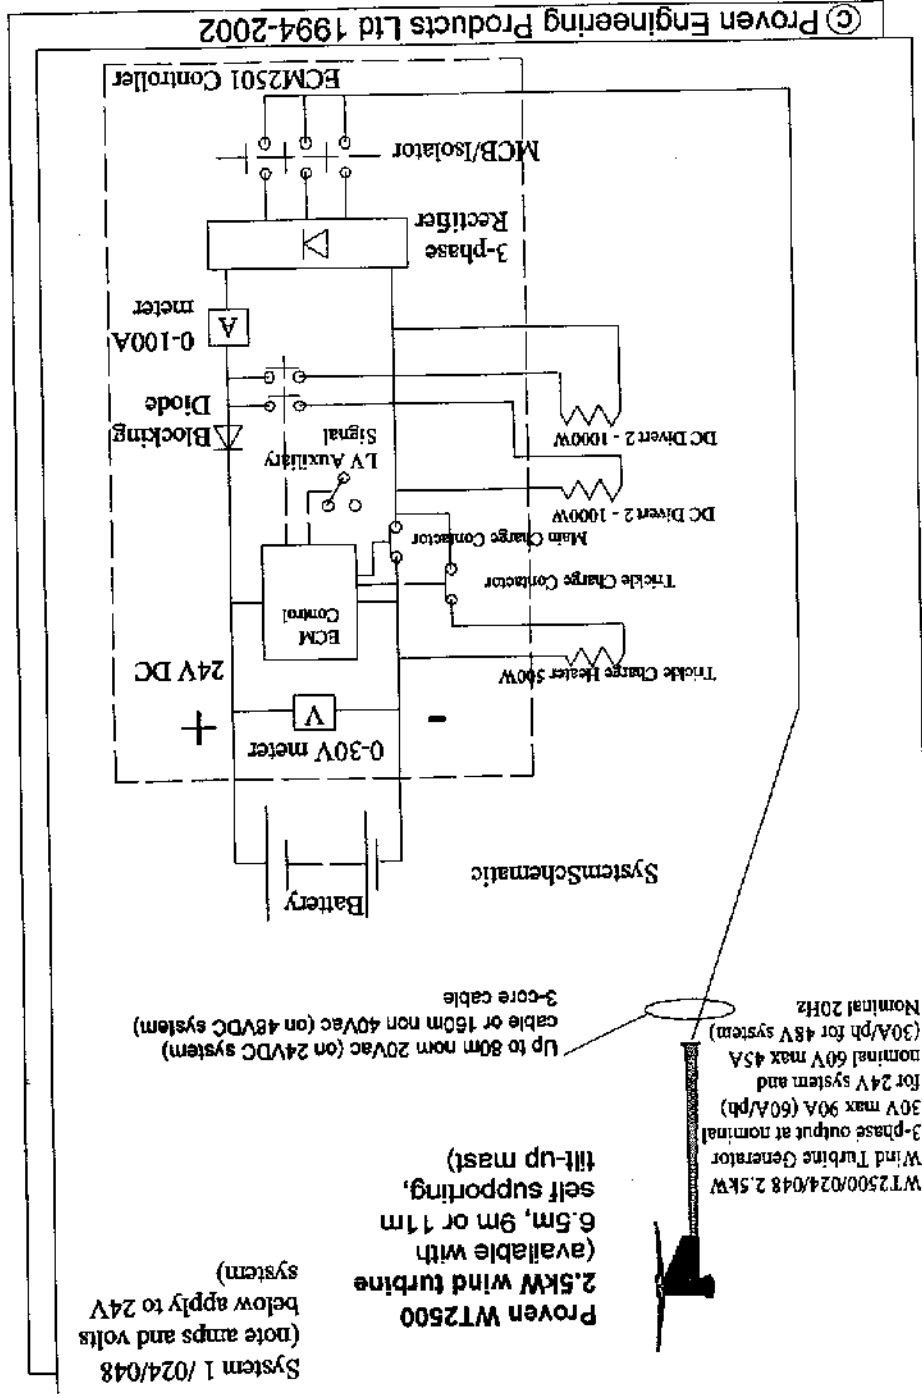 System 1 /024/048
(note amps and volts
below apply to 24V
system)
Proven WT2500
2.5kW wind turbine
(available with
6.5m, 9m or 11m
self supporting,
tilt-up mast)
WT2500/024/048 2.5kW
Wind Turbine Generator
3-phase output at nominal
30V max 90A (60A/ph)
for 24V system and
nominal 60V max 45A
(30A/ph for 48V system)
Nominal 20Hz
Up to 80m nom 20Vac (on 24VDC system)
cable or 160m non 40Vac (on 48VDC system)
3-core cable
SystemSchematic
Battery
0-30V meter
V
+
-
24V DC
Trickle Charge Heater 500W
ECM
Control
Trickle Charge Contactor
Main Charge Contactor
DC Divert 2 - 1000W
LV Auxiliary
Signal
Blocking
Diode
DC Divert 2 - 1000W
0-100A
meter
A
3-phase
Rectifier
MCB/Isolator
ECM2501 Controller
© Proven Engineering Products Ltd 1994-2002